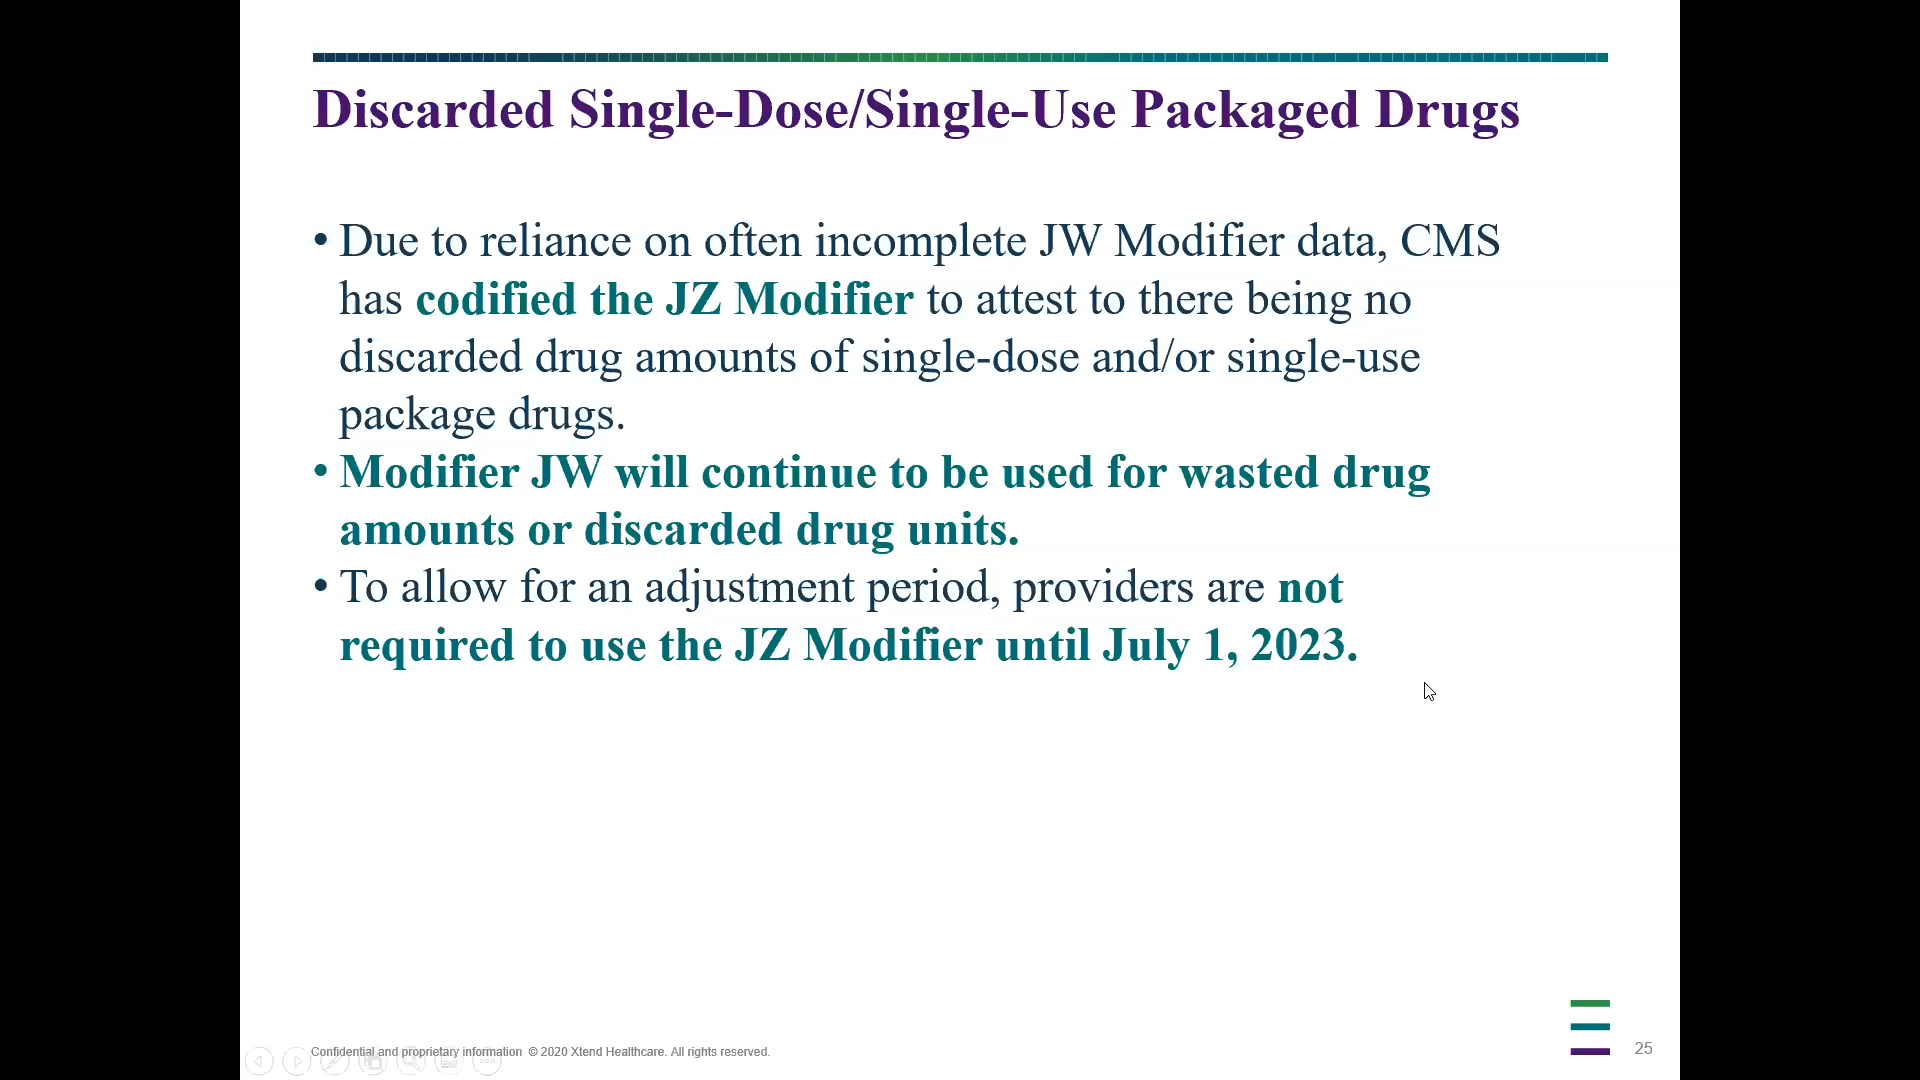 Discarded Single-Dose/Single-Use Packaged Drugs
• Due to reliance on often incomplete JW Modifier data, CMS
has codified the JZ Modifier to attest to there being no
discarded drug amounts of single-dose and/or single-use
package drugs.
• Modifier JW will continue to be used for wasted drug
amounts or discarded drug units.
• To allow for an adjustment period, providers are not
required to use the JZ Modifier until July 1, 2023.
Confidential and proprietary information © 2020 Xtend Healthcare. All rights reserved.
25